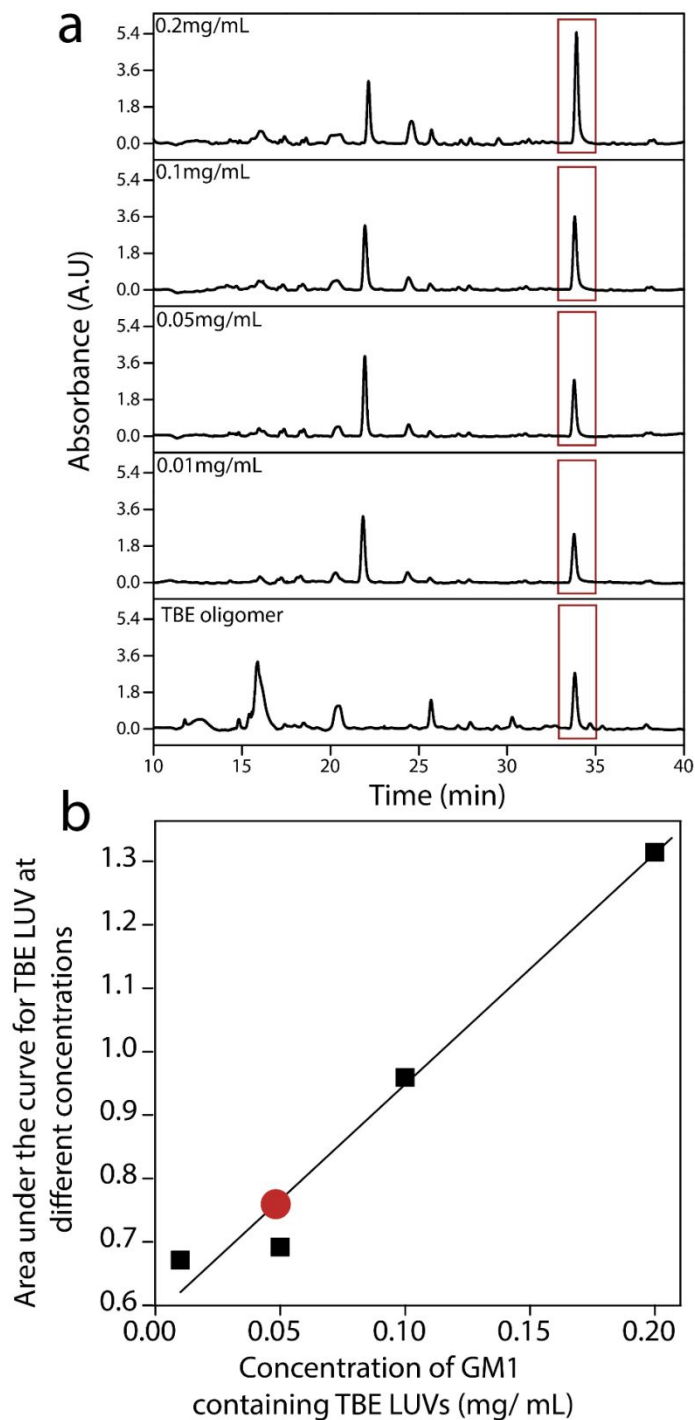 a
Absorbance (A.U)
0.2mg/mL
5.4
3.6
1.8
0.0
0.1mg/mL
5.4
3.6
1.8
0.0
0.05mg/mL
5.4
3.6
1.8
0.0
0.01mg/mL
5.4
3.6
1.8
0.0
TBE oligomer
5.4
3.6
1.8
0.0
10 15 20 25 30 35 40
Time (min)
b
Area under the curve for TBE LUV at
different concentrations
1.3
1.2
1.1
1.0
0.9
0.8
0.7
0.6
0.00 0.05 0.10 0.15 0.20
Concentration of GM1
containing TBE LUVs (mg/ mL)